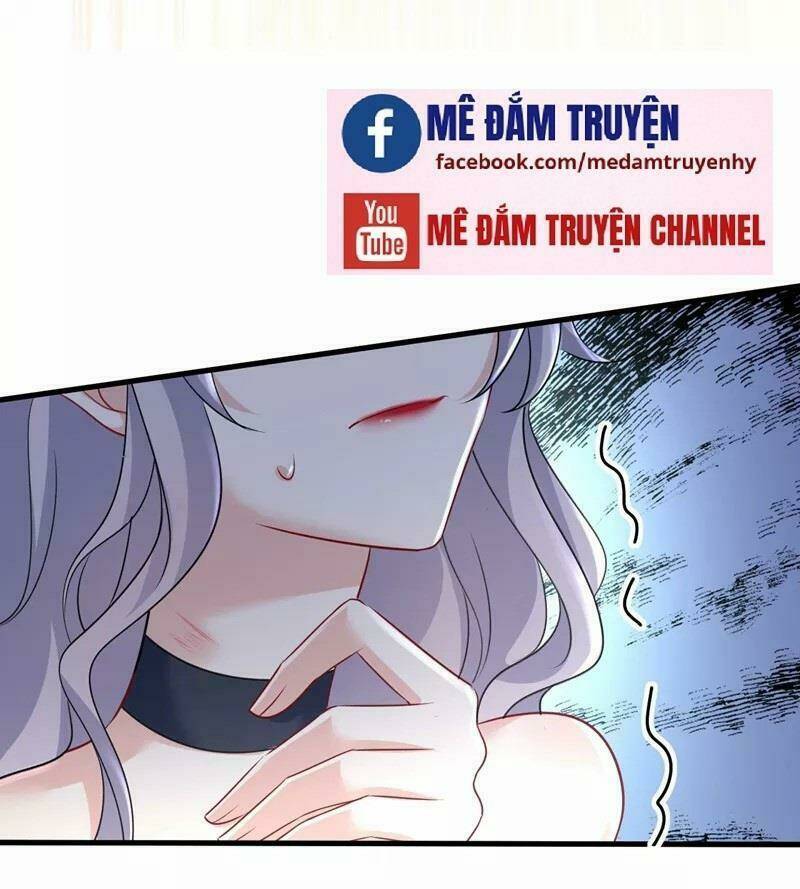 f MÊ ĐẮM TRUYỆN
facebook.com/medamtruyenhy
You
Tube
MÊ ĐẮM TRUYỆN CHANNEL